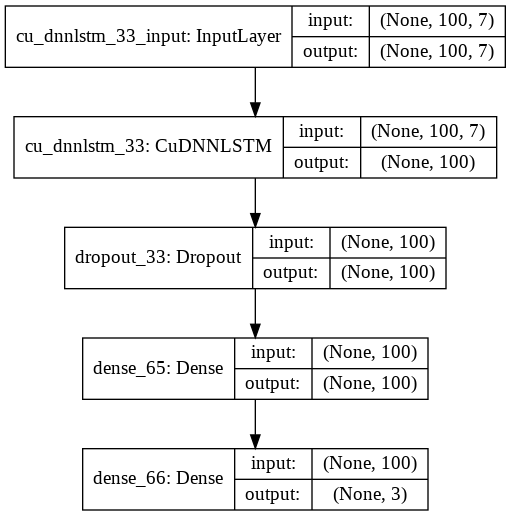 cu_dnnlstm_33_input: InputLayer
input: (None, 100, 7)
output: (None, 100, 7)
cu_dnnlstm_33: CuDNNLSTM
input: (None, 100, 7)
output: (None, 100)
dropout_33: Dropout
input: (None, 100)
output: (None, 100)
dense_65: Dense
input: (None, 100)
output: (None, 100)
dense_66: Dense
input: (None, 100)
output: (None, 3)